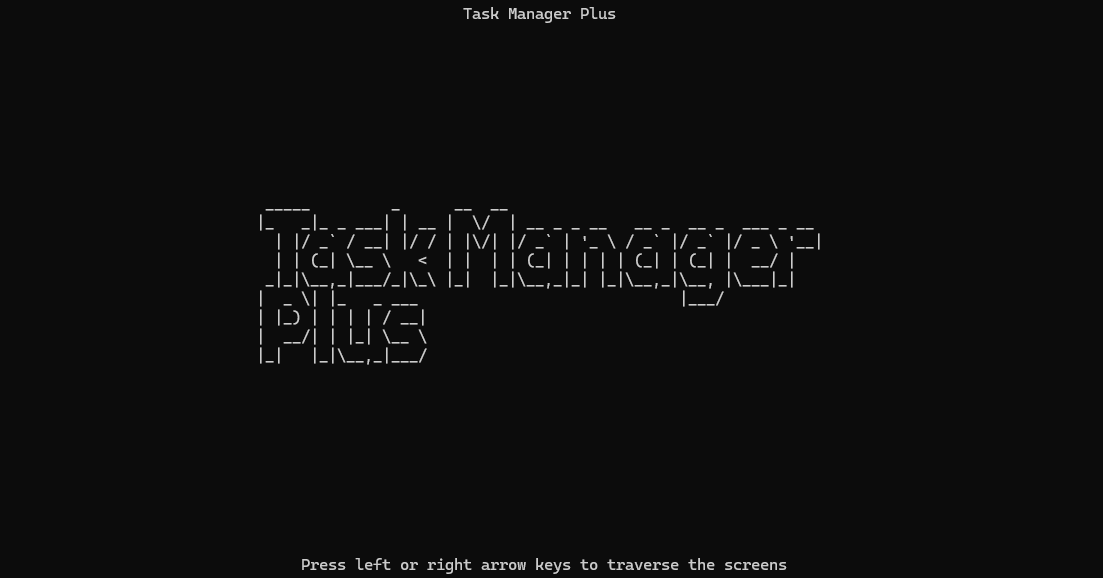 Task Manager Plus
Task Manager
Plus
Press left or right arrow keys to traverse the screens